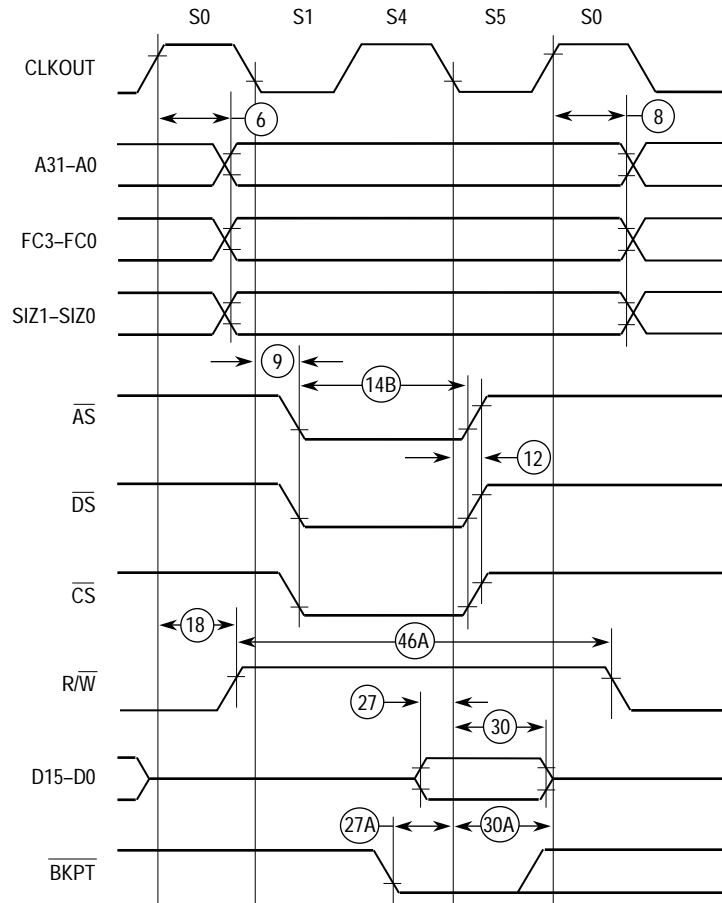 S0 S1 S4 S5 S0
CLKOUT
6 8
A31–A0
FC3–FC0
SIZ1–SIZ0
9
14B
AS
12
DS
CS
18
46A
R/W
27
30
D15–D0
27A 30A
BKPT